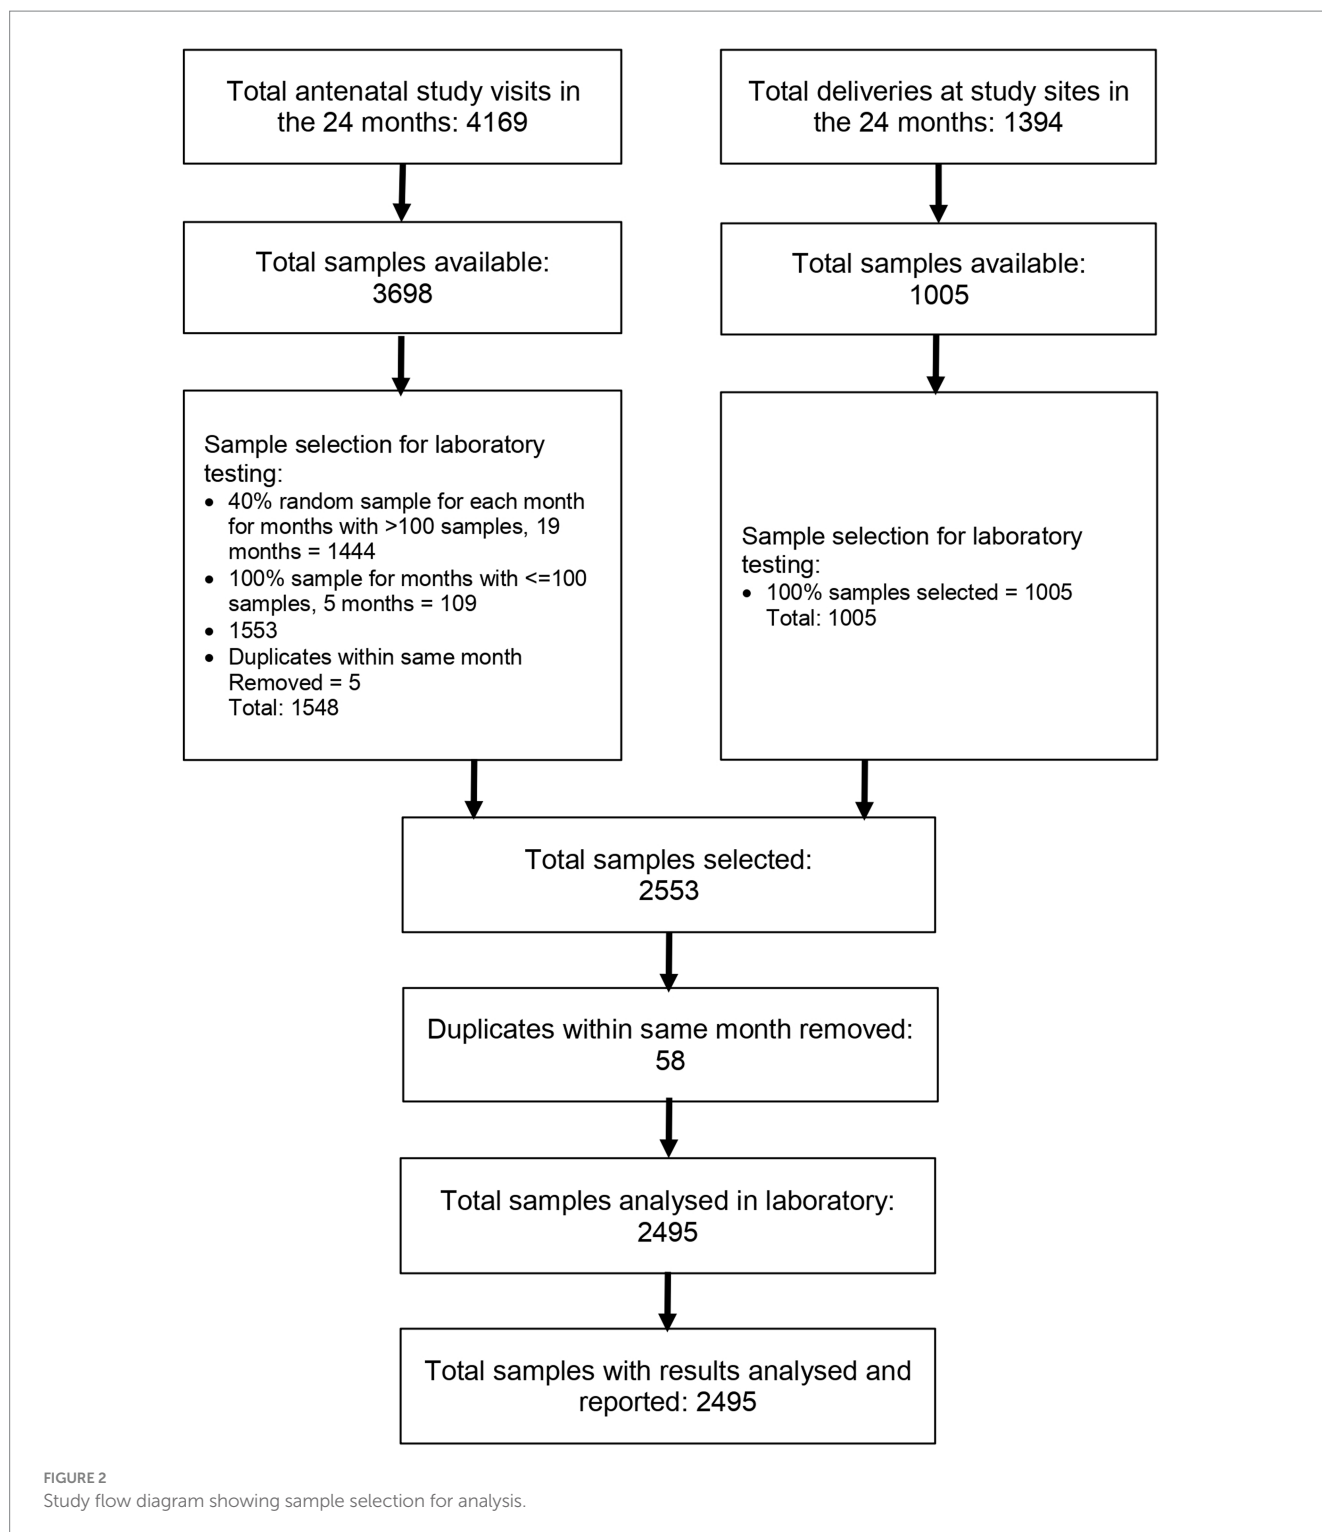 Total antenatal study visits in
the 24 months: 4169
Total deliveries at study sites in
the 24 months: 1394
Total samples available:
3698
Total samples available:
1005
Sample selection for laboratory
testing:
• 40% random sample for each month
for months with >100 samples, 19
months = 1444
• 100% sample for months with <=100
samples, 5 months = 109
• 1553
• Duplicates within same month
Removed = 5
Total: 1548
Sample selection for laboratory
testing:
• 100% samples selected = 1005
Total: 1005
Total samples selected:
2553
Duplicates within same month removed:
58
Total samples analysed in laboratory:
2495
Total samples with results analysed and
reported: 2495
FIGURE 2
Study flow diagram showing sample selection for analysis.